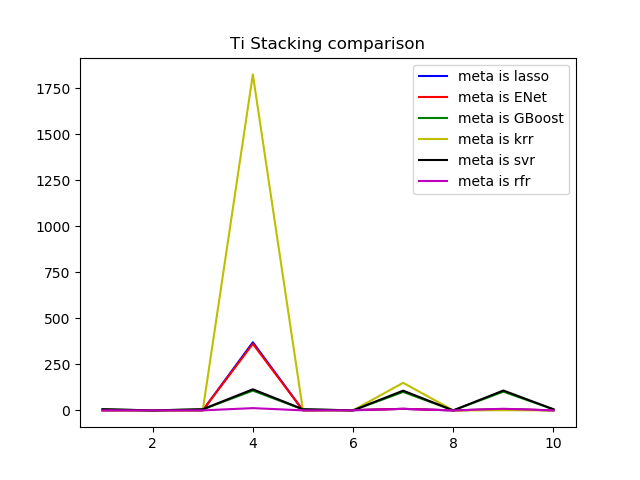 Ti Stacking comparison
meta is lasso
meta is ENet
meta is GBoost
meta is krr
meta is svr
meta is rfr
1750
1500
1250
1000
750
500
250
0
2 4 6 8 10